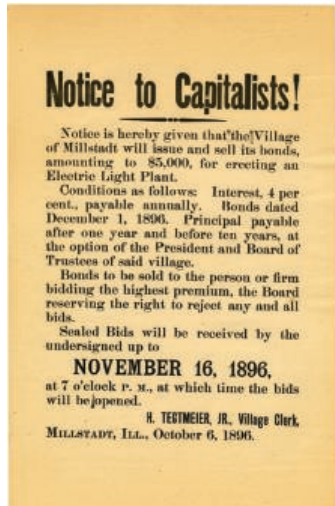 Notice to Capitalists!
Notice is hereby given that the Village
of Millstadt will issue and sell its bonds,
amounting to $5,000, for erecting an
Electric Light Plant.
Conditions as follows: Interest, 4 per
cent., payable annually. Bonds dated
December 1, 1896. Principal payable
after one year and before ten years, at
the option of the President and Board of
Trustees of said village.
Bonds to be sold to the person or firm
bidding the highest premium, the Board
reserving the right to reject any and all
bids.
Sealed Bids will be received by the
undersigned up to
NOVEMBER 16, 1896,
at 7 o'clock P. M., at which time the bids
will be opened.
H. TEGTMEIER, JR., Village Clerk,
MILLSTADT, ILL., October 6, 1896.